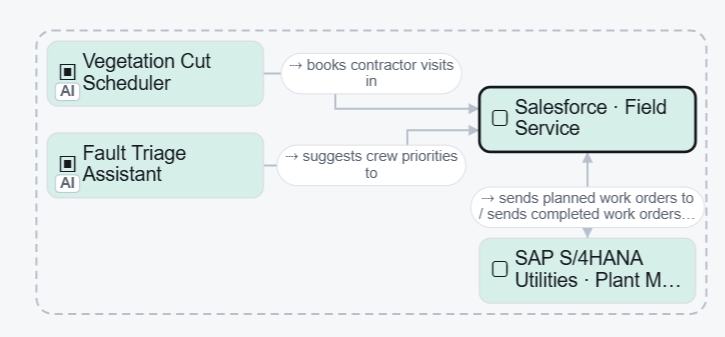 Vegetation Cut
Scheduler
AI
→ books contractor visits
in
Salesforce · Field
Service
Fault Triage
Assistant
AI
→ suggests crew priorities
to
→ sends planned work orders to
/ sends completed work orders…
SAP S/4HANA
Utilities · Plant M…